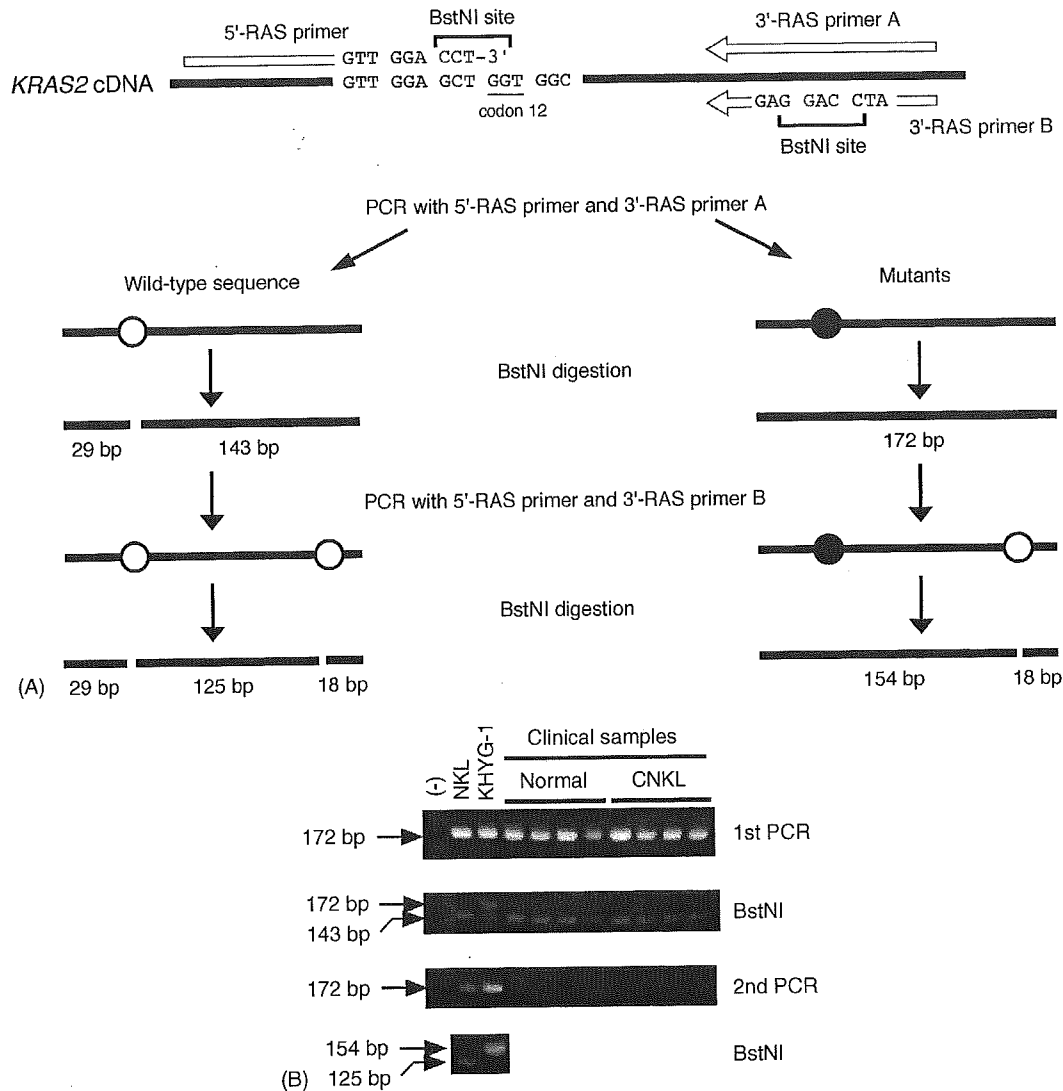 BstNI site
5'-RAS primer
3'-RAS primer A
GTT GGA CCT-3'
KRAS2 cDNA
GTT GGA GCT GGT GGC
codon 12
GAG GAC CTA
3'-RAS primer B
BstNI site
PCR with 5'-RAS primer and 3'-RAS primer A
Wild-type sequence
Mutants
BstNI digestion
29 bp 143 bp
172 bp
PCR with 5'-RAS primer and 3'-RAS primer B
BstNI digestion
(A) 29 bp 125 bp 18 bp
154 bp 18 bp
(-) NKL KHYG-1
Clinical samples
Normal CNKL
172 bp 1st PCR
172 bp
143 bp
BstNI
172 bp 2nd PCR
154 bp
125 bp
BstNI
(B)